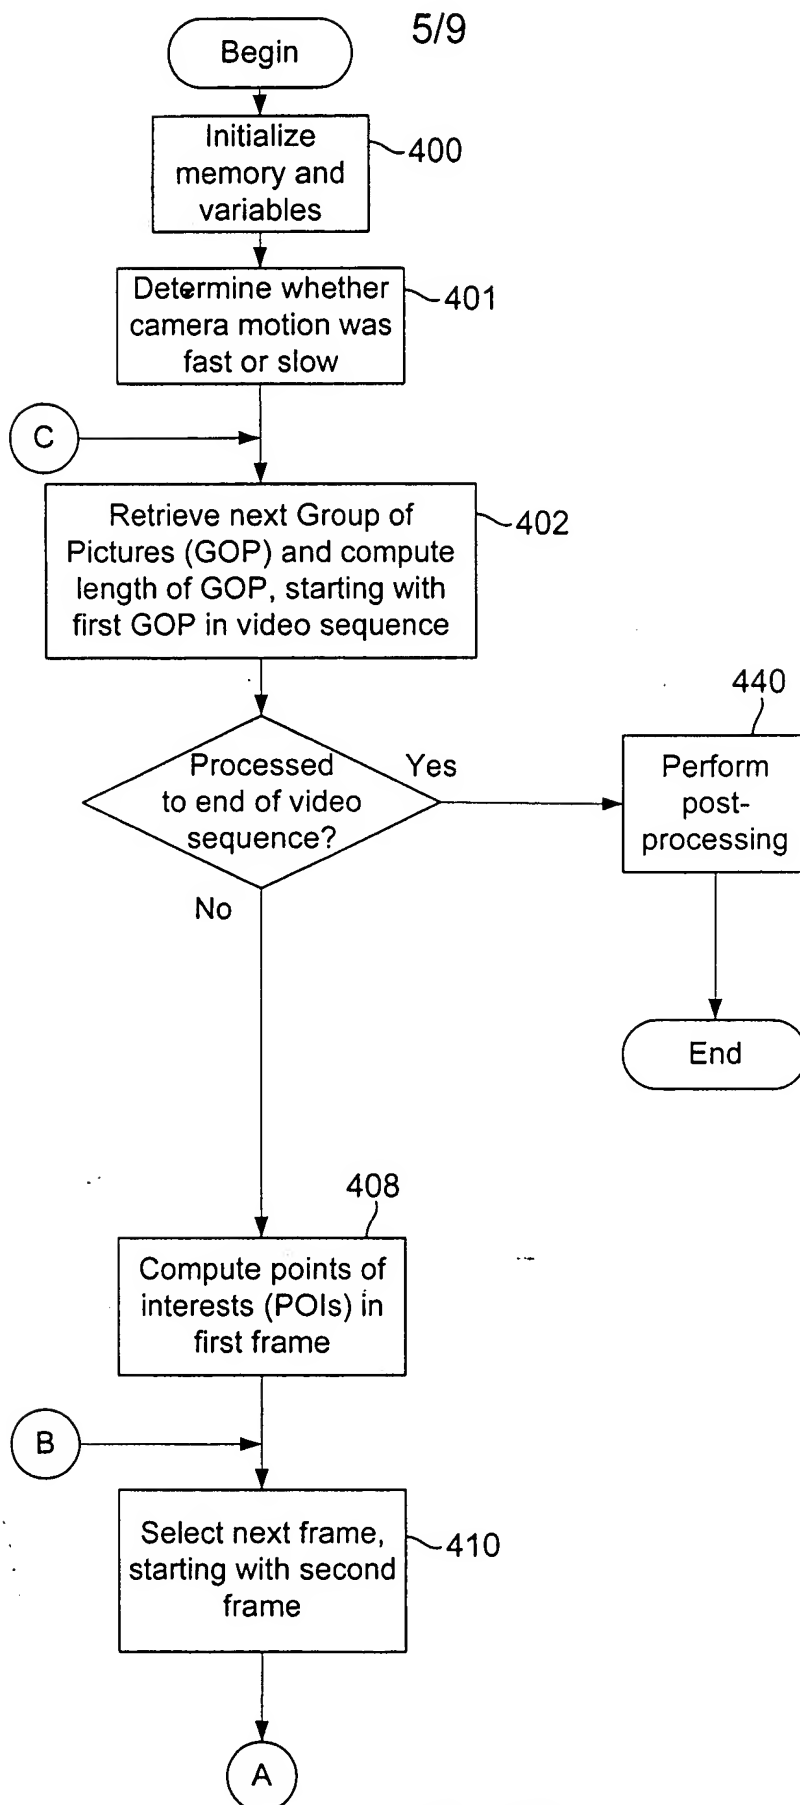 5/9
Begin
Initialize
memory and
variables
400
Determine whether
camera motion was
fast or slow
401
C
Retrieve next Group of
Pictures (GOP) and compute
length of GOP, starting with
first GOP in video sequence
402
Processed
to end of video
sequence?
Yes
440
Perform
post-
processing
No
End
408
Compute points of
interests (POIs) in
first frame
B
Select next frame,
starting with second
frame
410
A